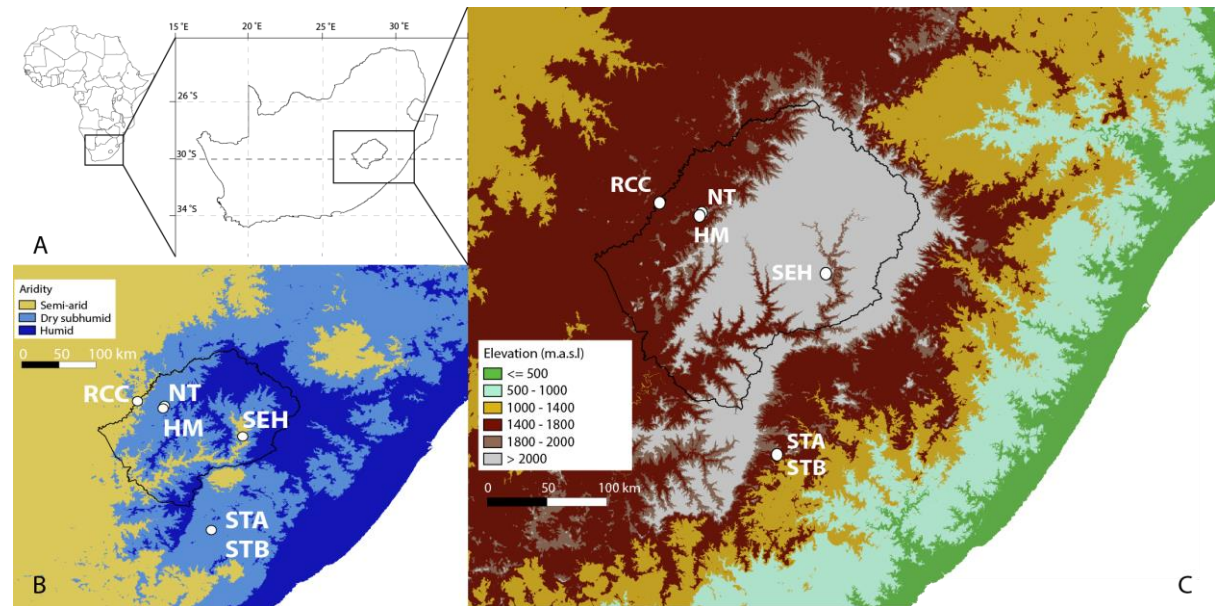 15 °E
20 °E
25 °E
30 °E
26 °S
30 °S
34 °S
A
Aridity
Semi-arid
Dry subhumid
Humid
0 50 100 km
RCC
NT
HM
SEH
STA
STB
B
RCC
NT
HM
SEH
Elevation (m.a.s.l)
<= 500
500 - 1000
1000 - 1400
1400 - 1800
1800 - 2000
> 2000
0 50 100 km
STA
STB
C